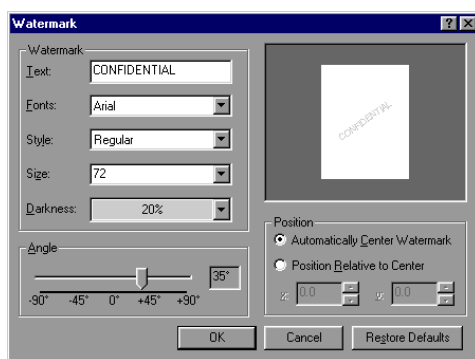 Watermark
Watermark
Text: CONFIDENTIAL
Fonts: Arial
Style: Regular
Size: 72
Darkness: 20%
CONFIDENTIAL
Angle
35°
-90° -45° 0° +45° +90°
Position
Automatically Center Watermark
Position Relative to Center
x: 0.0 y: 0.0
OK Cancel Restore Defaults